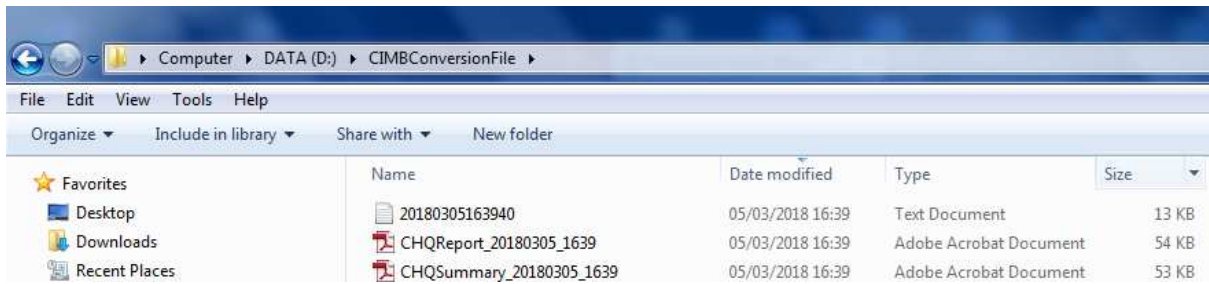 Computer DATA (D:) CIMBConversionFile
File Edit View Tools Help
Organize Include in library Share with New folder
Favorites Name Date modified Type Size
Desktop 20180305163940 05/03/2018 16:39 Text Document 13 KB
Downloads CHQReport_20180305_1639 05/03/2018 16:39 Adobe Acrobat Document 54 KB
Recent Places CHQSummary_20180305_1639 05/03/2018 16:39 Adobe Acrobat Document 53 KB